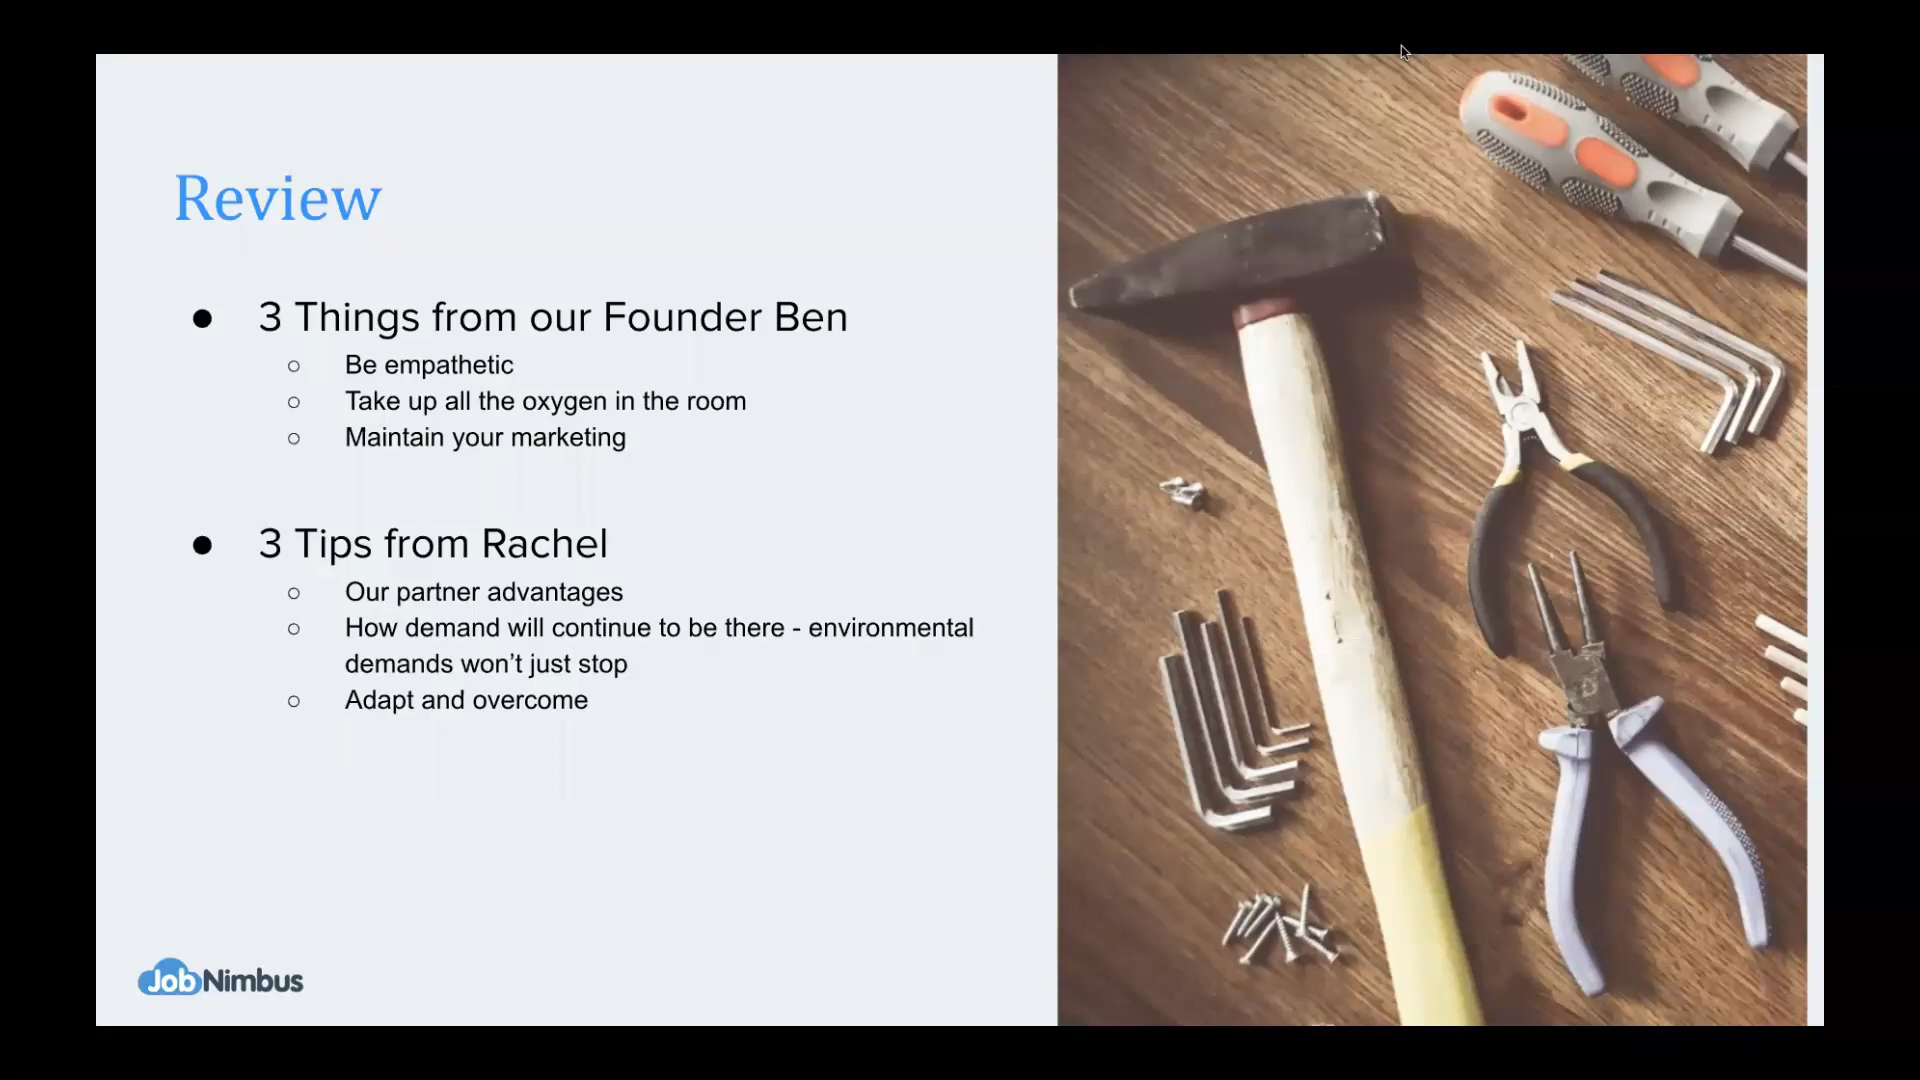 Review
● 3 Things from our Founder Ben
○ Be empathetic
○ Take up all the oxygen in the room
○ Maintain your marketing
● 3 Tips from Rachel
○ Our partner advantages
○ How demand will continue to be there - environmental
demands won’t just stop
○ Adapt and overcome
JobNimbus